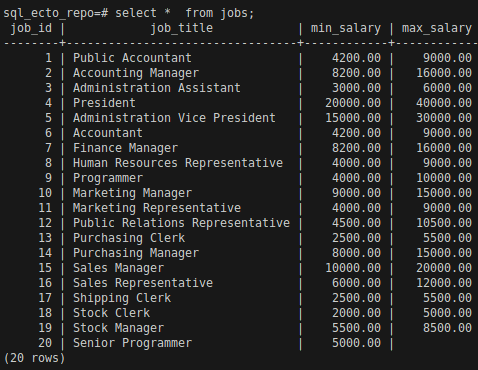 sql_ecto_repo=# select *  from jobs;
 job_id |            job_title            | min_salary | max_salary
--------+---------------------------------+------------+------------
      1 | Public Accountant               |    4200.00 |    9000.00
      2 | Accounting Manager              |    8200.00 |   16000.00
      3 | Administration Assistant        |    3000.00 |    6000.00
      4 | President                       |   20000.00 |   40000.00
      5 | Administration Vice President   |   15000.00 |   30000.00
      6 | Accountant                      |    4200.00 |    9000.00
      7 | Finance Manager                 |    8200.00 |   16000.00
      8 | Human Resources Representative  |    4000.00 |    9000.00
      9 | Programmer                      |    4000.00 |   10000.00
     10 | Marketing Manager               |    9000.00 |   15000.00
     11 | Marketing Representative        |    4000.00 |    9000.00
     12 | Public Relations Representative |    4500.00 |   10500.00
     13 | Purchasing Clerk                |    2500.00 |    5500.00
     14 | Purchasing Manager              |    8000.00 |   15000.00
     15 | Sales Manager                   |   10000.00 |   20000.00
     16 | Sales Representative            |    6000.00 |   12000.00
     17 | Shipping Clerk                  |    2500.00 |    5500.00
     18 | Stock Clerk                     |    2000.00 |    5000.00
     19 | Stock Manager                   |    5500.00 |    8500.00
     20 | Senior Programmer               |    5000.00 |
(20 rows)